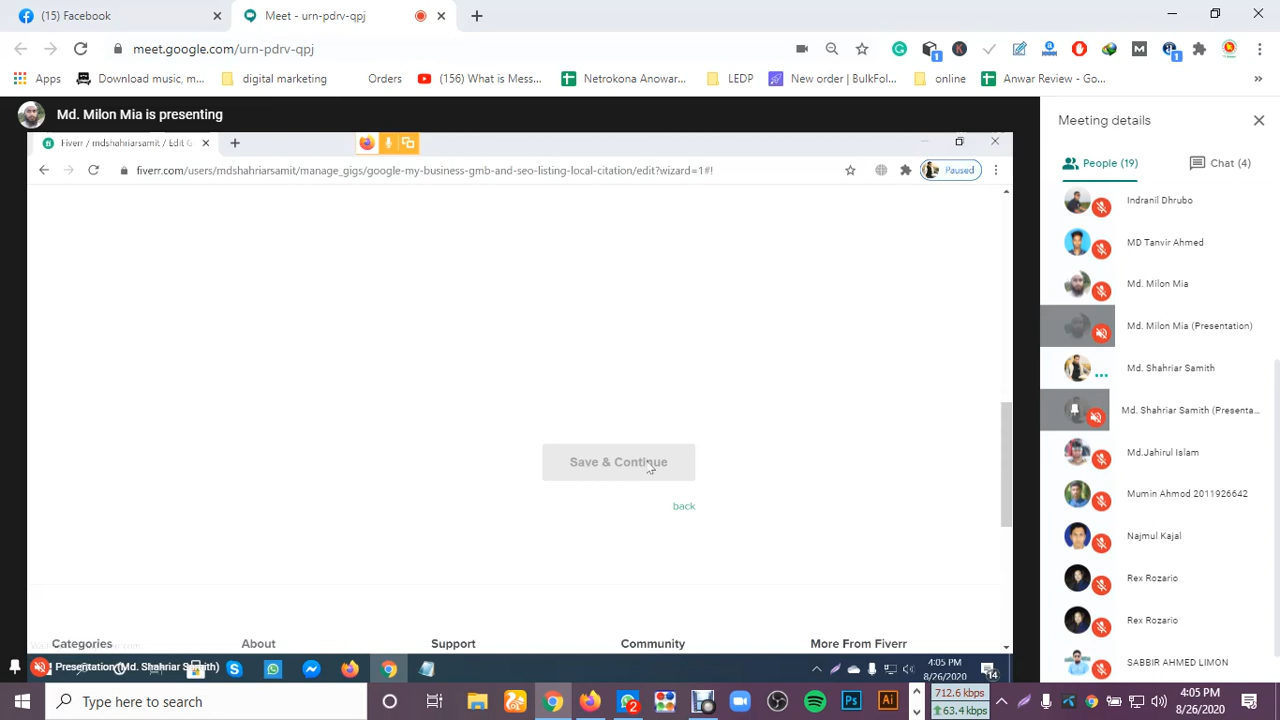 (15) Facebook
Meet - urn-pdrv-qpj
meet.google.com/urn-pdrv-qpj
Apps
Download music, m...
digital marketing
Orders
(156) What is Mess...
Netrokona Anowar...
LEDP
New order | BulkFol...
online
Anwar Review - Go...
Md. Milon Mia is presenting
Fiverr / mdshahriarsamit / Edit G
fiverr.com/users/mdshahriarsamit/manage_gigs/google-my-business-gmb-and-seo-listing-local-citation/edit?wizard=1#!
Paused
Save & Continue
back
Categories
About
Support
Community
More From Fiverr
Presentation (Md. Shahriar Samith)
4:05 PM
8/26/2020
14
Meeting details
People (19)
Chat (4)
Indranil Dhrubo
MD Tanvir Ahmed
Md. Milon Mia
Md. Milon Mia (Presentation)
Md. Shahriar Samith
Md. Shahriar Samith (Presenta...
Md.Jahirul Islam
Mumin Ahmod 2011926642
Najmul Kajal
Rex Rozario
Rex Rozario
SABBIR AHMED LIMON
Type here to search
2
Ps
Ai
712.6 kbps
63.4 kbps
4:05 PM
8/26/2020